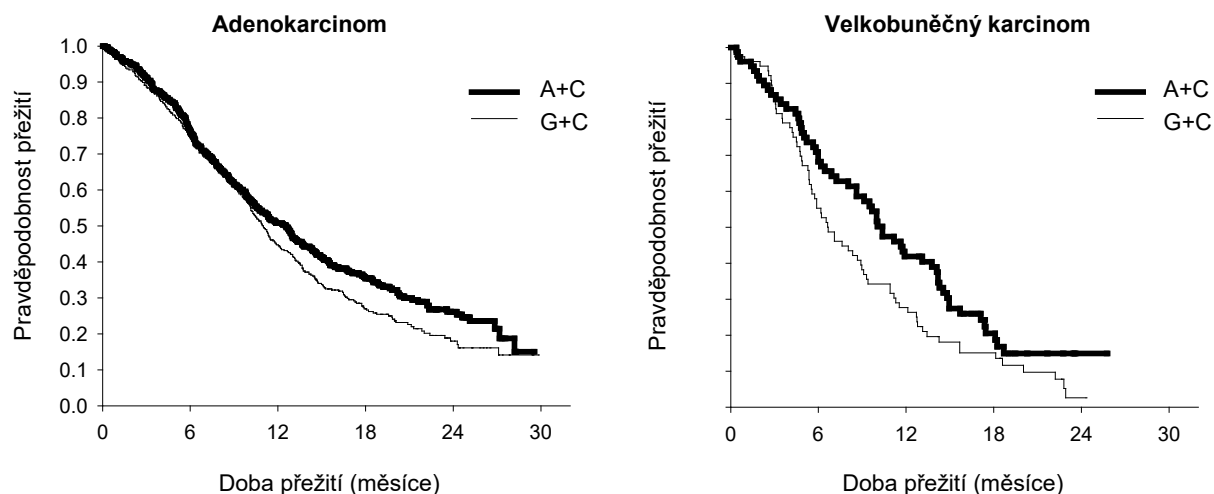 Adenokarcinom
Pravděpodobnost přežití
1.0
0.9
0.8
0.7
0.6
0.5
0.4
0.3
0.2
0.1
0.0
A+C
G+C
0 6 12 18 24 30
Doba přežití (měsíce)
Velkobuněčný karcinom
Pravděpodobnost přežití
A+C
G+C
0 6 12 18 24 30
Doba přežití (měsíce)